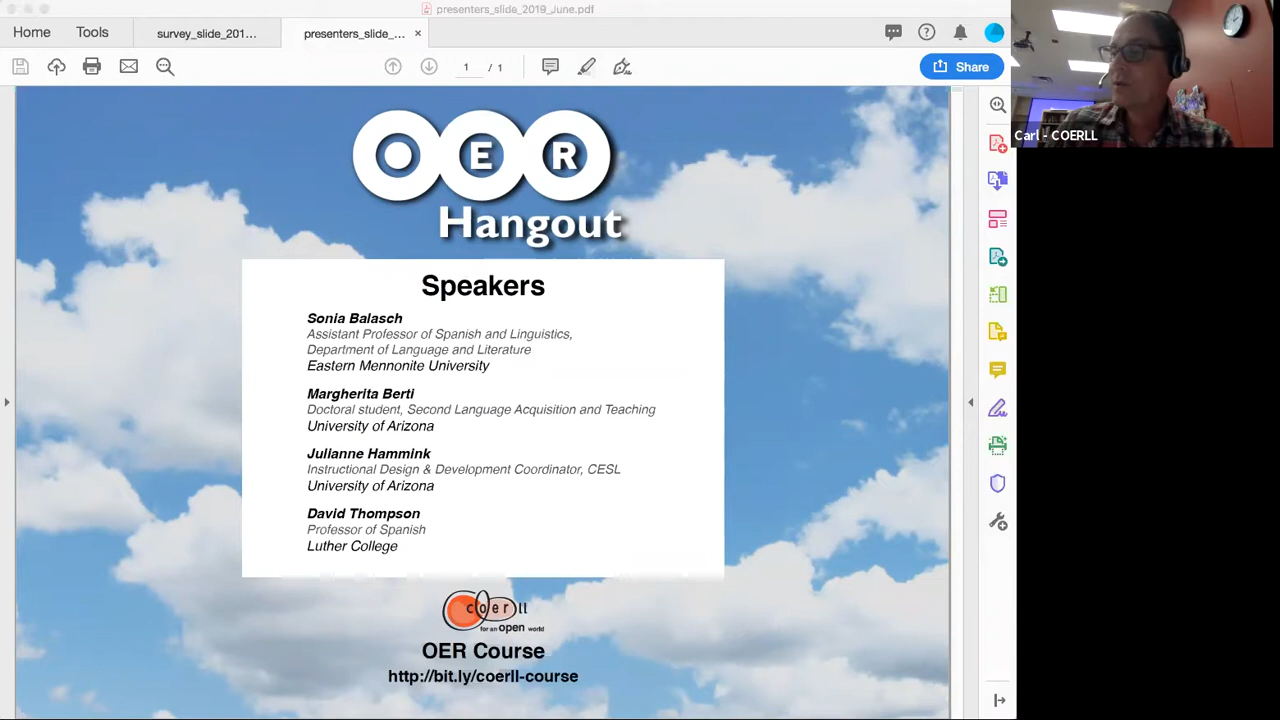 presenters_slide_2019_June.pdf
Home
Tools
survey_slide_201...
presenters_slide_...
1 / 1
Share
Carl - COERLL
OER
Hangout
Speakers
Sonia Balasch
Assistant Professor of Spanish and Linguistics,
Department of Language and Literature
Eastern Mennonite University
Margherita Berti
Doctoral student, Second Language Acquisition and Teaching
University of Arizona
Julianne Hammink
Instructional Design & Development Coordinator, CESL
University of Arizona
David Thompson
Professor of Spanish
Luther College
coerll
for an open world
OER Course
http://bit.ly/coerll-course